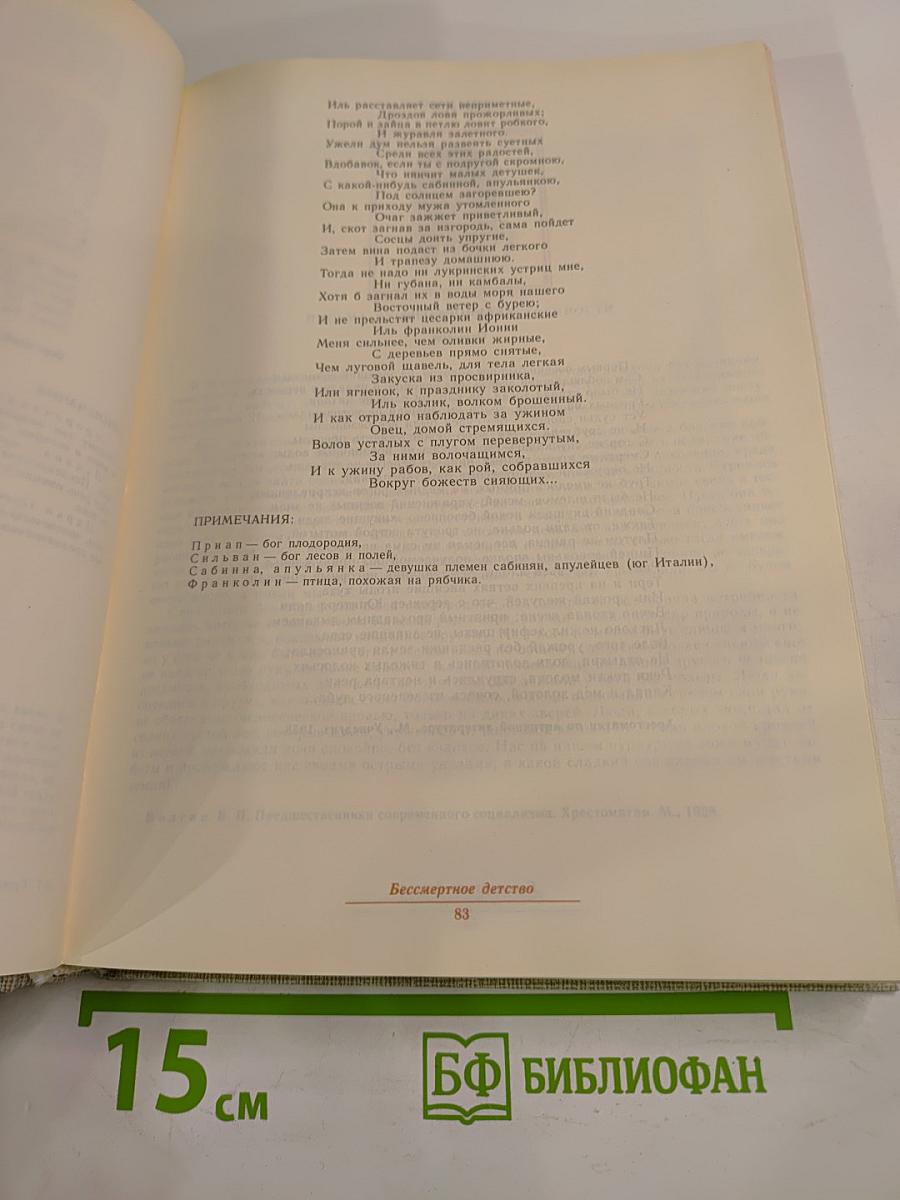 Иль расставляет сети неприметные,
Дроздов ловя прожорливых;
Порой и зайца в петлю ловит робкого,
И журавля залетного.
Ужели дум нельзя развеять суетных
Среди всех этих радостей,
Вдобавок, если ты с подругой скромною,
Что нянчит малых детушек,
С какой-нибудь сабиной, апульянкою,
Под солнцем загоревшею?
Она к приходу мужа утомленного
Очаг зажжет приветливый,
И, скот загнав за изгородь, сама пойдет
Сосцы доить упругие,
Затем вина подаст из бочки легкого
И трапезу домашнюю.
Тогда не надо ни лукринских устриц мне,
Ни губана, ни камбалы,
Хотя б загнал их в воды моря нашего
Восточный ветер с бурею;
И не прельстят цесарки африканские
Иль франколин Ионии
Меня сильнее, чем оливки жирные,
С деревьев прямо снятые,
Чем луговой щавель, для тела легкая
Закуска из просвирника,
Или ягненок, к празднику заколотый,
Иль козлик, волком брошенный.
И как отрадно наблюдать за ужином
Овец, домой стремящихся.
Волов усталых с плугом перевернутым,
За ними волочащимся,
И к ужину рабов, как рой, собравшихся
Вокруг божеств сияющих...
ПРИМЕЧАНИЯ:
Приап — бог плодородия,
Сильван — бог лесов и полей,
Сабинна, апульянка — девушка племен сабинян, апулейцев (юг Италии),
Франколин — птица, похожая на рябчика.
Бессмертное детство
83
15 см
БФ БИБЛИОФАН